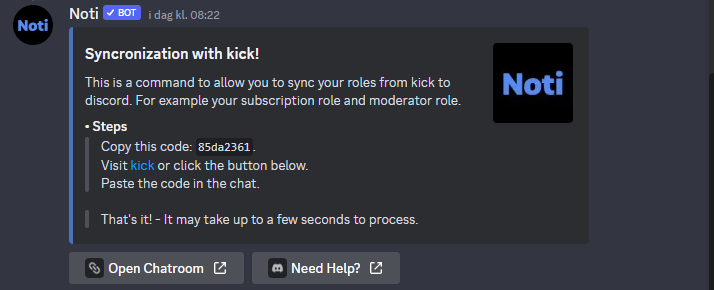 Noti ✓ BOT i dag kl. 08:22
Noti
Syncronization with kick!
Noti
This is a command to allow you to sync your roles from kick to
discord. For example your subscription role and moderator role.
• Steps
Copy this code: 85da2361.
Visit kick or click the button below.
Paste the code in the chat.
That's it! - It may take up to a few seconds to process.
Open Chatroom
Need Help?